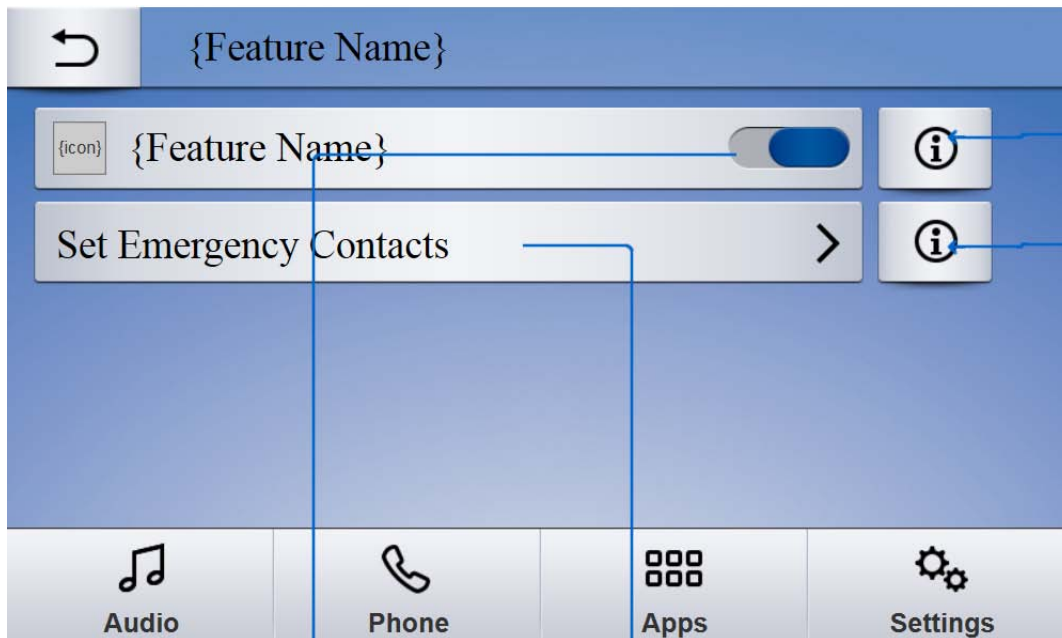 {Feature Name}
{icon} {Feature Name}
Set Emergency Contacts
Audio Phone Apps Settings